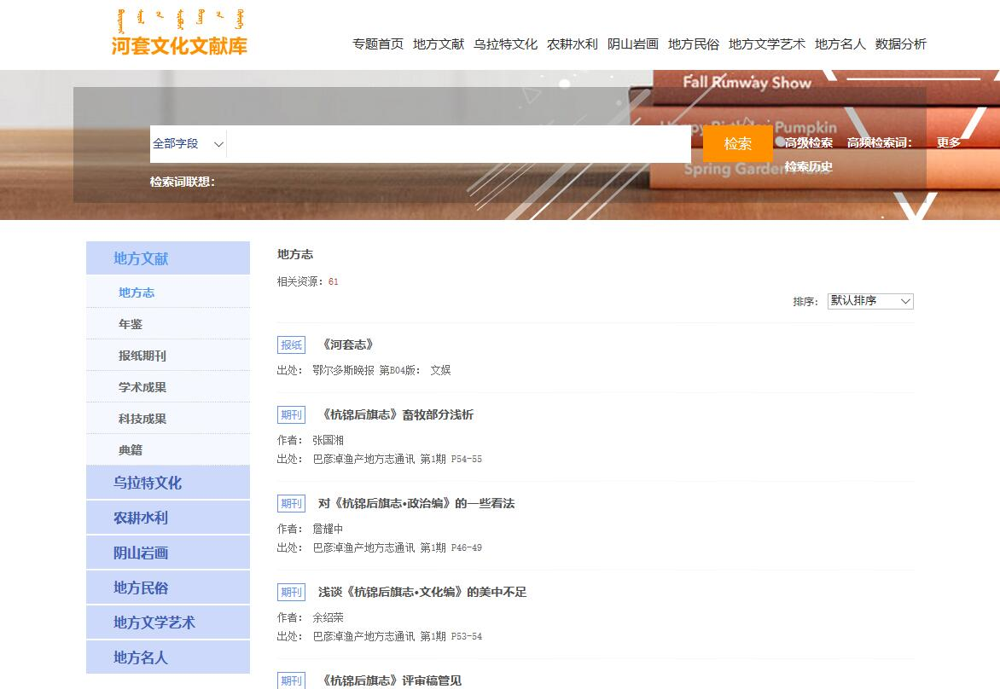 河套文化文献库
专题首页 地方文献 乌拉特文化 农耕水利 阴山岩画 地方民俗 地方文学艺术 地方名人 数据分析
Fall Runway Show
Pumpkin
Spring Garden
全部字段
检索
高级检索 高频检索词： 更多
检索历史
检索词联想：
地方文献
地方志
年鉴
报纸期刊
学术成果
科技成果
典籍
乌拉特文化
农耕水利
阴山岩画
地方民俗
地方文学艺术
地方名人
地方志
相关资源：61
排序： 默认排序
报纸 《河套志》
出处： 鄂尔多斯晚报 第B04版： 文娱
期刊 《杭锦后旗志》畜牧部分浅析
作者： 张国湘
出处： 巴彦淖渔产地方志通讯 第1期 P54-55
期刊 对《杭锦后旗志•政治编》的一些看法
作者： 詹耀中
出处： 巴彦淖渔产地方志通讯 第1期 P46-49
期刊 浅谈《杭锦后旗志•文化编》的美中不足
作者： 余绍荣
出处： 巴彦淖渔产地方志通讯 第1期 P53-54
期刊 《杭锦后旗志》评审稿管见